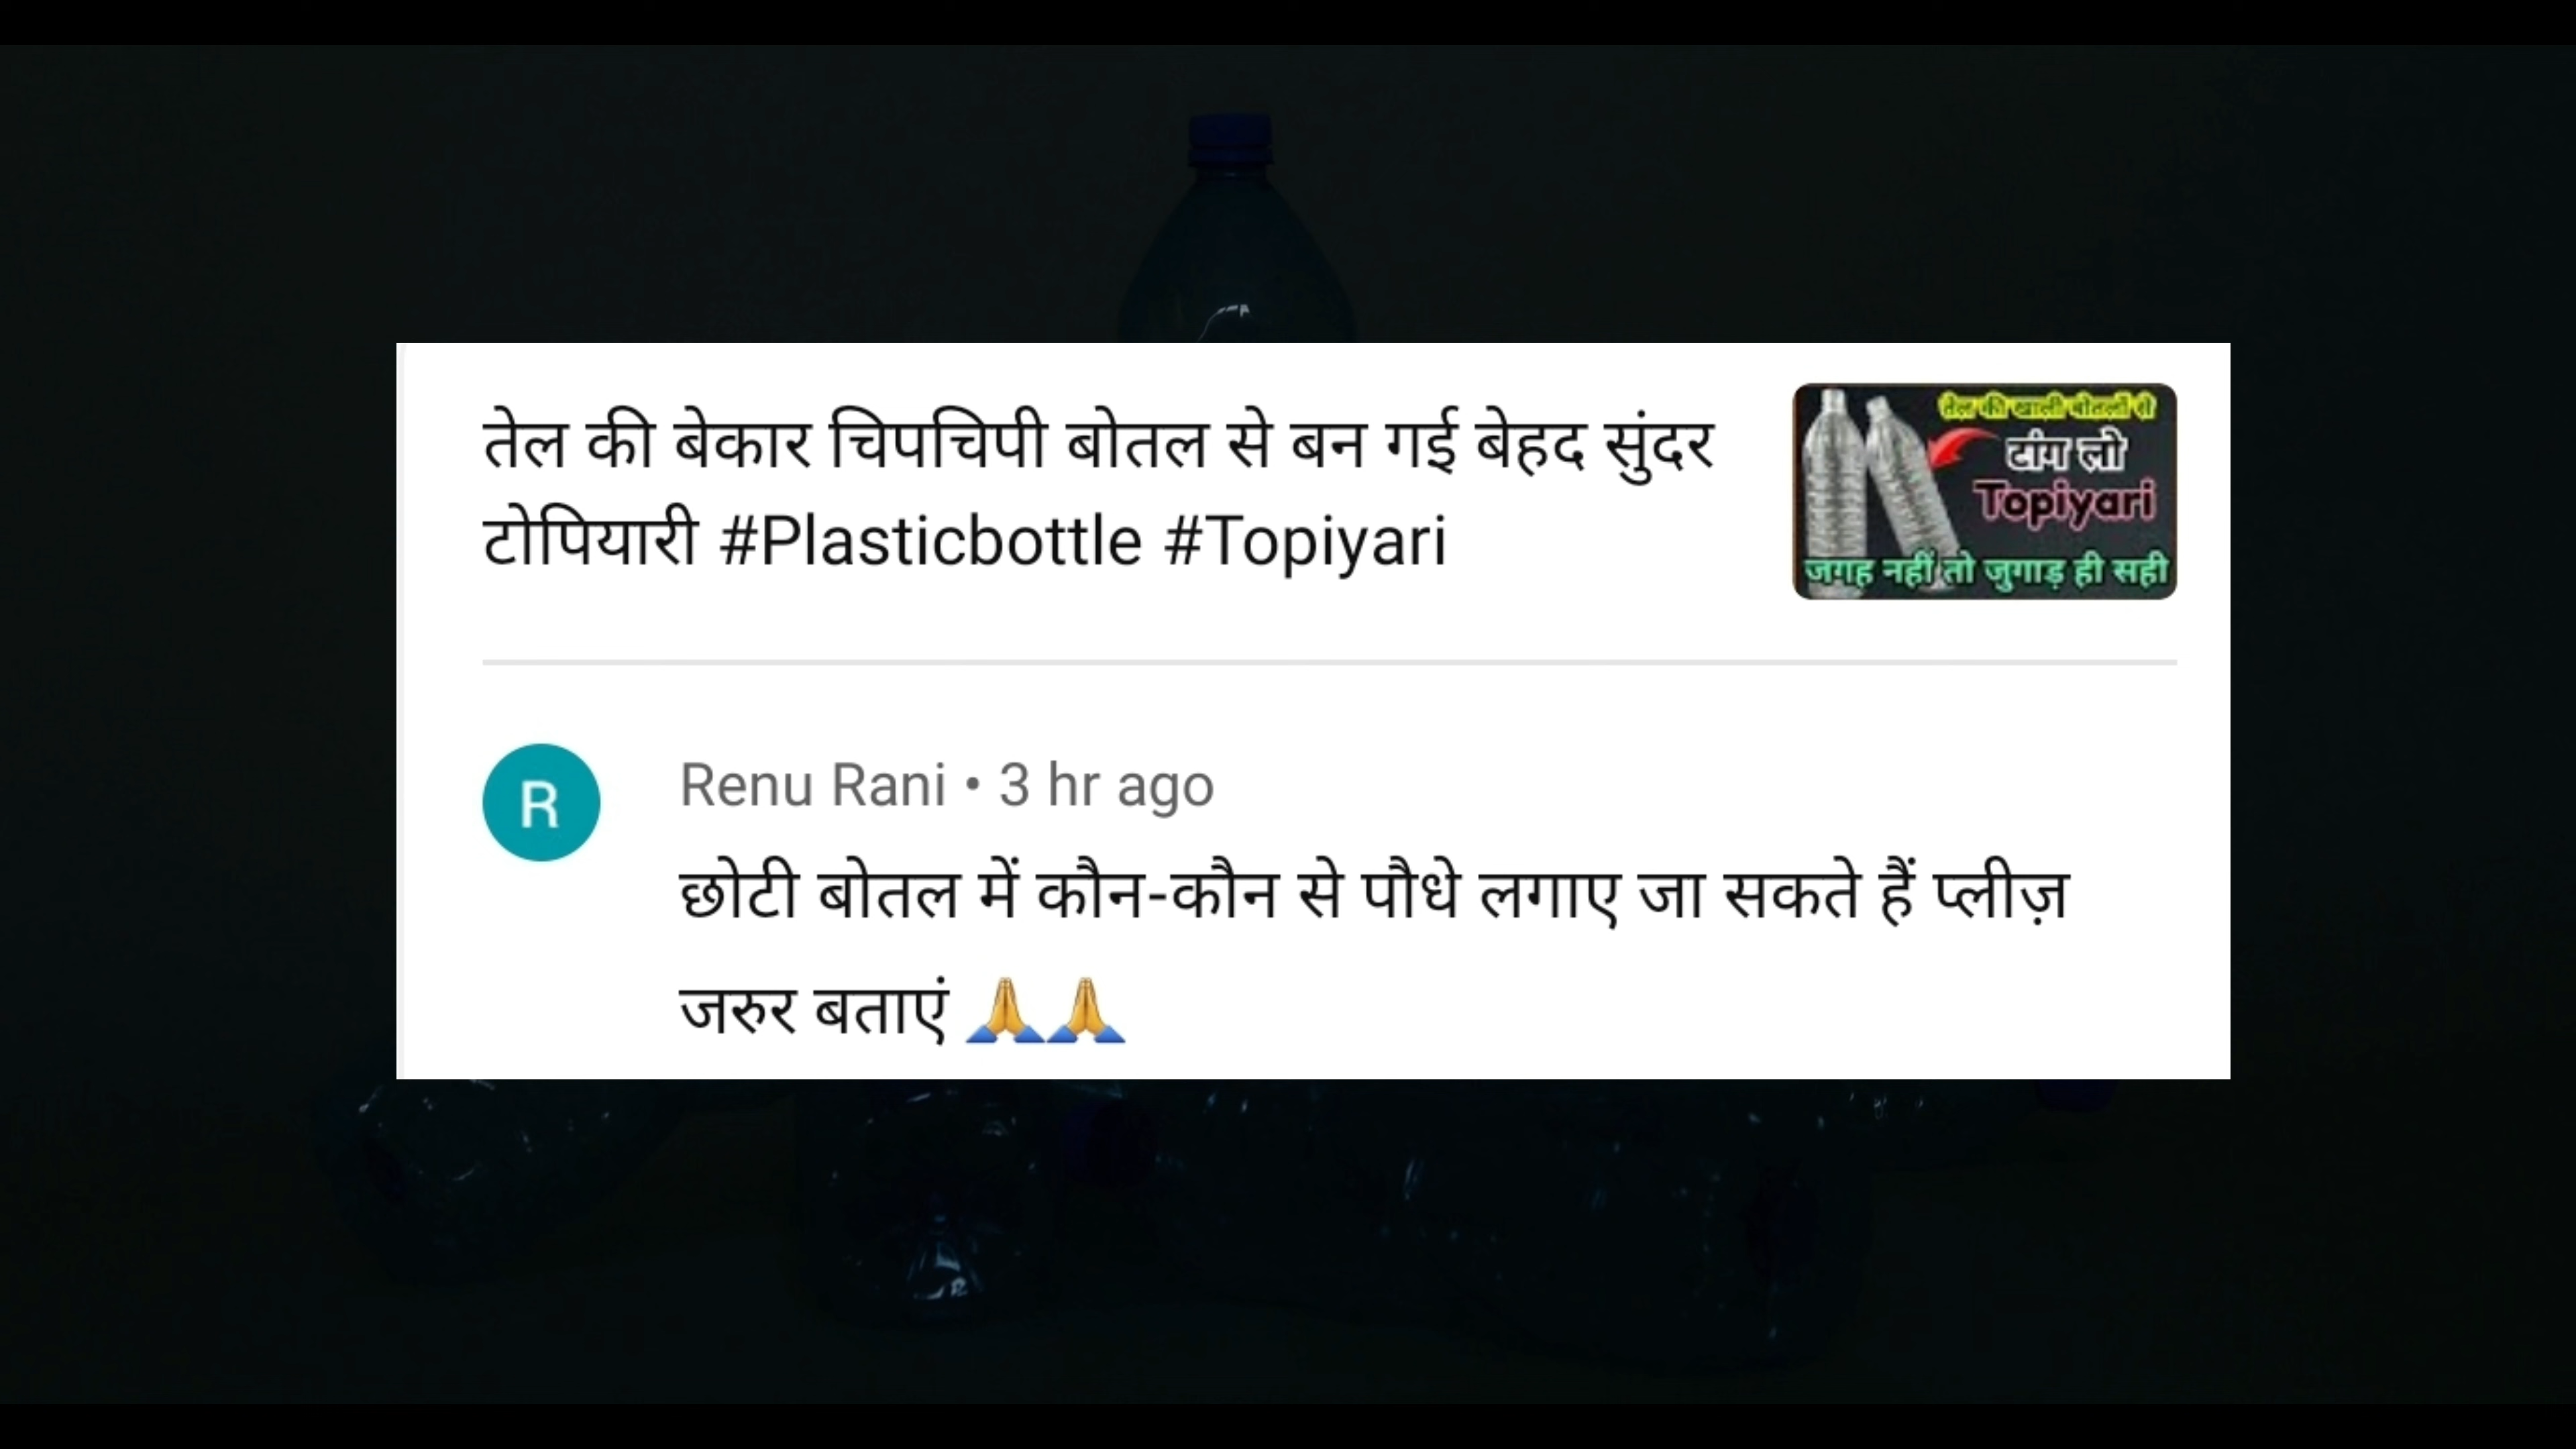 तेल की बेकार चिपचिपी बोतल से बन गई बेहद सुंदर
टोपियारी #Plasticbottle #Topiyari
तेल की खाली बोतलों से
टांग लो
Topiyari
जगह नहीं तो जुगाड़ ही सही
R
Renu Rani • 3 hr ago
छोटी बोतल में कौन-कौन से पौधे लगाए जा सकते हैं प्लीज़
जरुर बताएं 🙏🙏